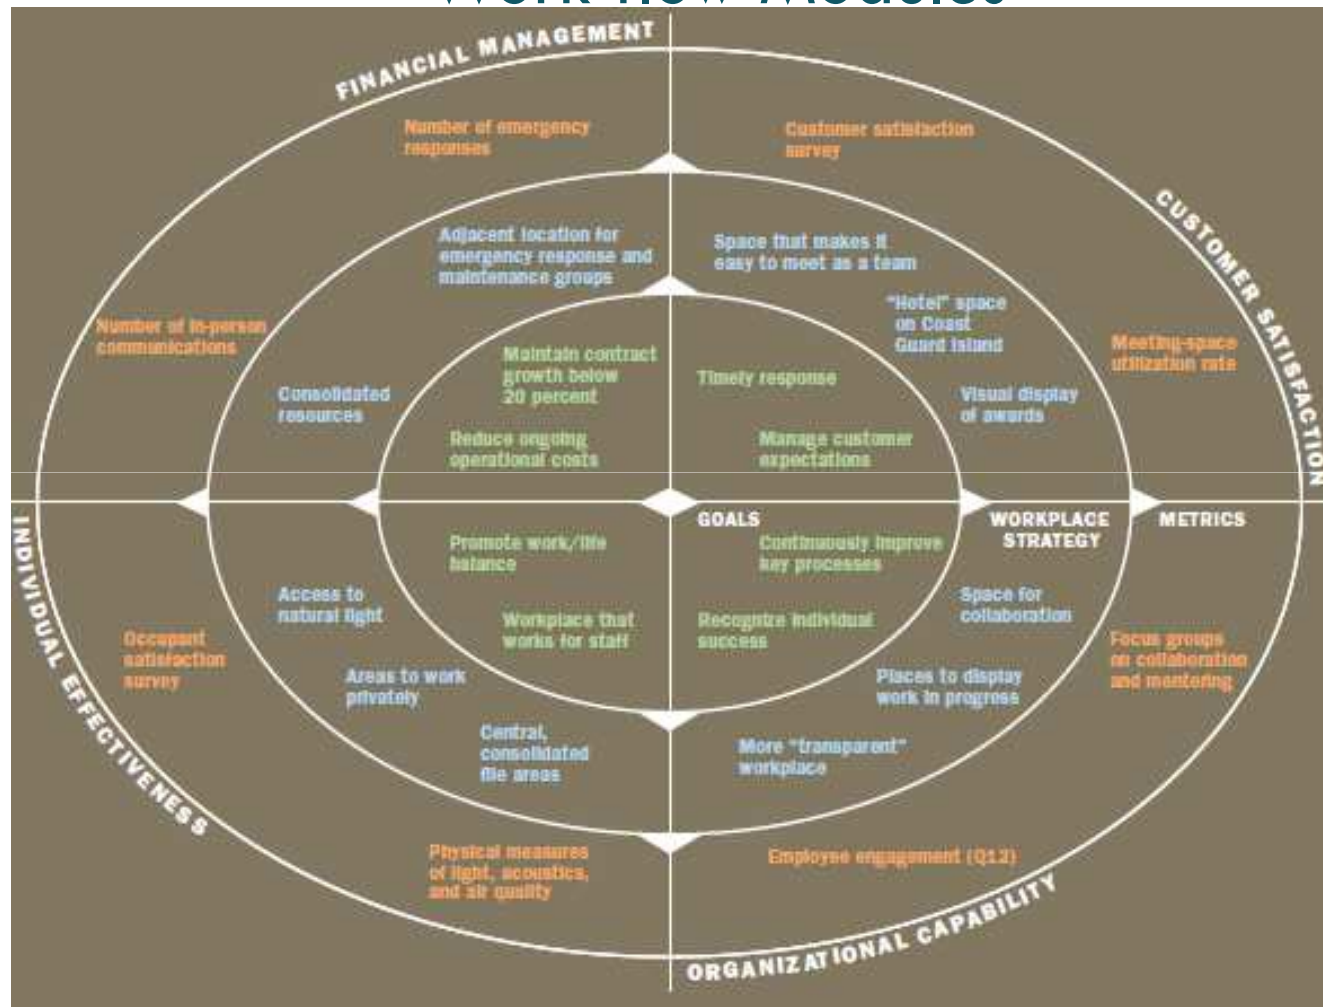 Work flow Modules
FINANCIAL MANAGEMENT
Number of emergency
responses
Customer satisfaction
survey
CUSTOMER SATISFACTION
Adjacent location for
emergency response and
maintenance groups
Space that makes it
easy to meet as a team
"Hotel" space
on Coast
Guard Island
Number of in-person
communications
Meeting-space
utilization rate
Maintain contract
growth below
20 percent
Timely response
Consolidated
resources
Visual display
of awards
Reduce ongoing
operational costs
Manage customer
expectations
GOALS
WORKPLACE
STRATEGY
METRICS
INDIVIDUAL EFFECTIVENESS
Promote work/life
balance
Continuously improve
key processes
Access to
natural light
Space for
collaboration
Workplace that
works for staff
Recognize individual
success
Occupant
satisfaction
survey
Focus groups
on collaboration
and mentoring
Areas to work
privately
Places to display
work in progress
Central,
consolidated
file areas
More "transparent"
workplace
Physical measures
of light, acoustics,
and air quality
Employee engagement (Q12)
ORGANIZATIONAL CAPABILITY